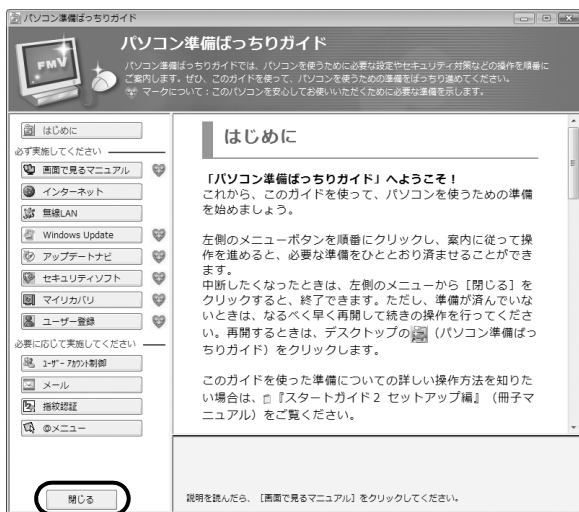 パソコン準備ばっちりガイド
FMV
パソコン準備ばっちりガイド
パソコン準備ばっちりガイドでは、パソコンを使うために必要な設定やセキュリティ対策などの操作を順番に
ご案内します。ぜひ、このガイドを使って、パソコンを使うための準備をばっちり進めてください。
マークについて：このパソコンを安心してお使いいただくために必要な準備を示します。
はじめに
必ず実施してください
画面で見るマニュアル
インターネット
無線LAN
Windows Update
アップデートナビ
セキュリティソフト
マイリカバリ
ユーザー登録
必要に応じて実施してください
ユーザーアカウント制御
メール
指紋認証
@メニュー
閉じる
はじめに
「パソコン準備ばっちりガイド」へようこそ！
これから、このガイドを使って、パソコンを使うための準備
を始めましょう。
左側のメニューボタンを順番にクリックし、案内に従って操
作を進めると、必要な準備をひととおり済ませることができ
ます。
中断したくなったときは、左側のメニューから［閉じる］を
クリックすると、終了できます。ただし、準備が済んでいな
いときは、なるべく早く再開して続きの操作を行ってくださ
い。再開するときは、デスクトップの（パソコン準備ばっ
ちりガイド）をクリックします。
このガイドを使った準備についての詳しい操作方法を知りた
い場合は、『スタートガイド２ セットアップ編』（冊子マ
ニュアル）をご覧ください。
説明を読んだら、［画面で見るマニュアル］をクリックしてください。